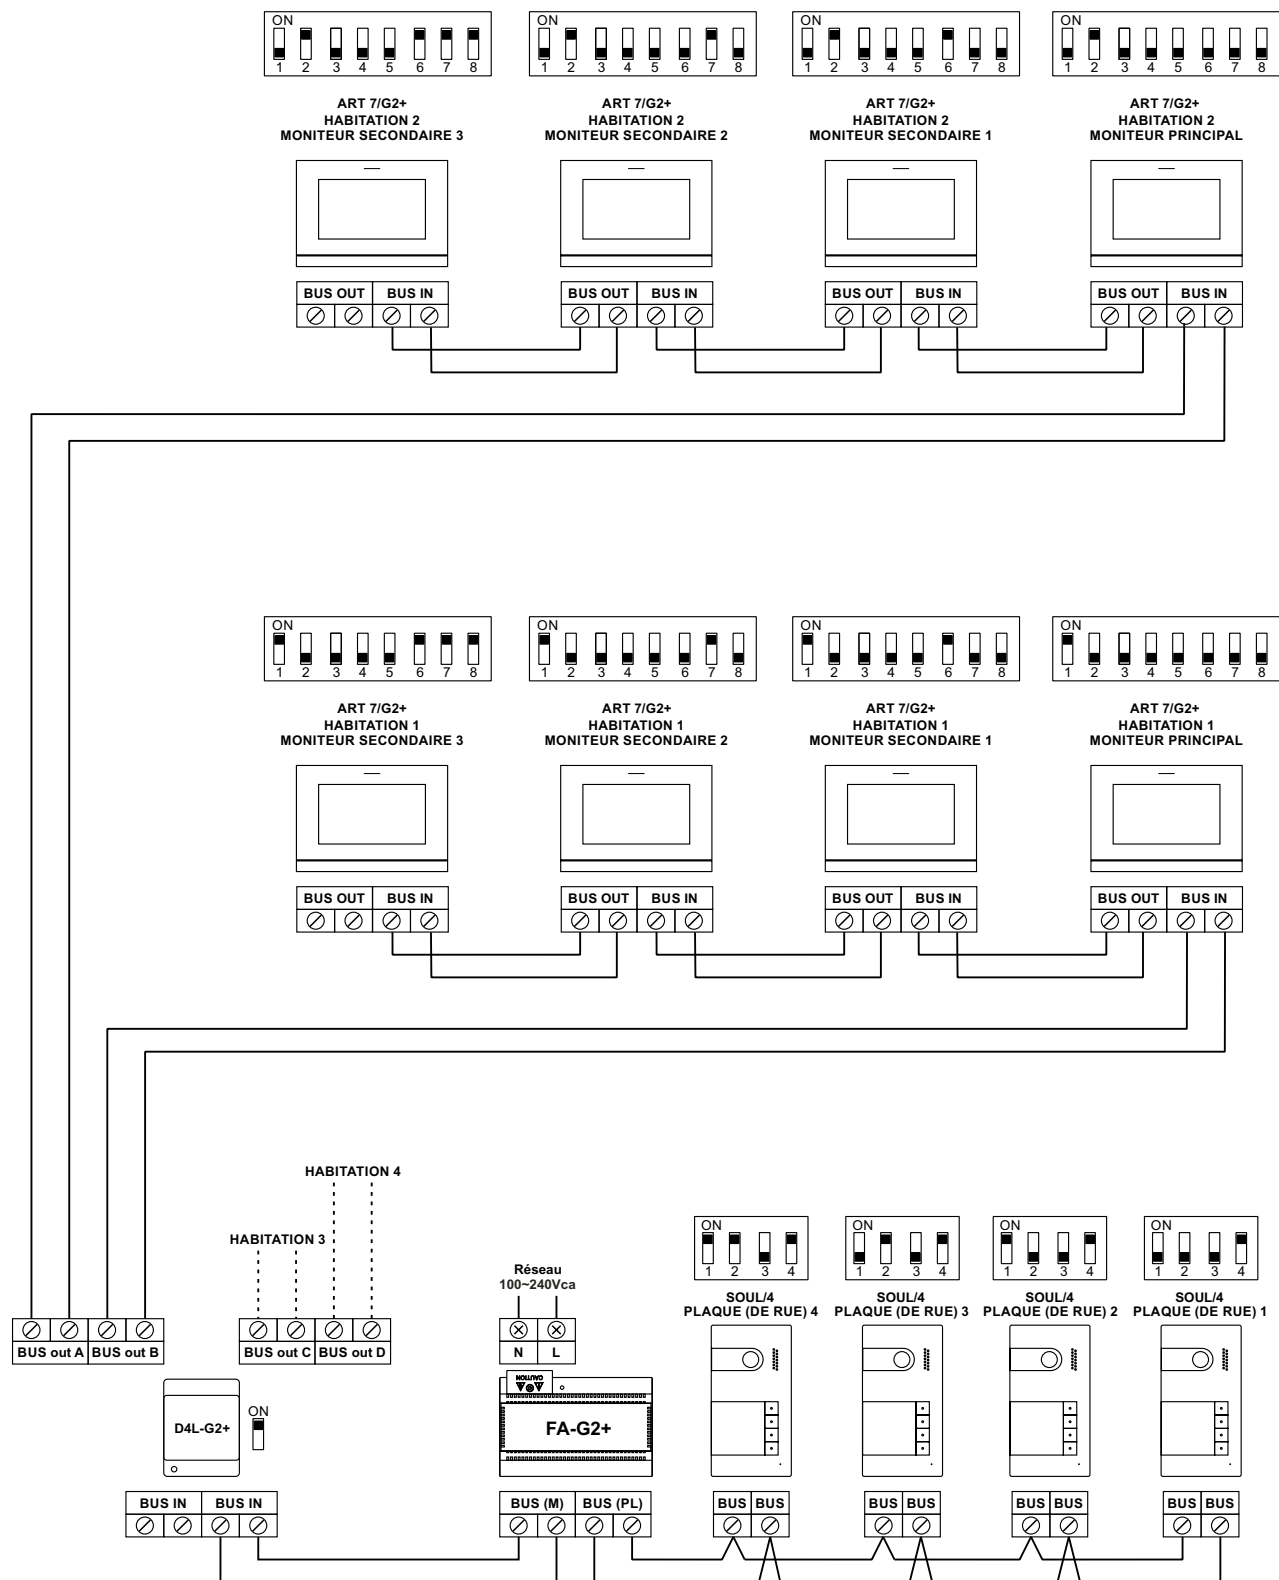 ON ON ON ON
1 2 3 4 5 6 7 8 1 2 3 4 5 6 7 8 1 2 3 4 5 6 7 8 1 2 3 4 5 6 7 8
ART 7/G2+ ART 7/G2+ ART 7/G2+ ART 7/G2+
HABITATION 2 HABITATION 2 HABITATION 2 HABITATION 2
MONITEUR SECONDAIRE 3 MONITEUR SECONDAIRE 2 MONITEUR SECONDAIRE 1 MONITEUR PRINCIPAL
BUS OUT BUS IN BUS OUT BUS IN BUS OUT BUS IN BUS OUT BUS IN
ON ON ON ON
1 2 3 4 5 6 7 8 1 2 3 4 5 6 7 8 1 2 3 4 5 6 7 8 1 2 3 4 5 6 7 8
ART 7/G2+ ART 7/G2+ ART 7/G2+ ART 7/G2+
HABITATION 1 HABITATION 1 HABITATION 1 HABITATION 1
MONITEUR SECONDAIRE 3 MONITEUR SECONDAIRE 2 MONITEUR SECONDAIRE 1 MONITEUR PRINCIPAL
BUS OUT BUS IN BUS OUT BUS IN BUS OUT BUS IN BUS OUT BUS IN
HABITATION 4
HABITATION 3
ON ON ON ON
1 2 3 4 1 2 3 4 1 2 3 4 1 2 3 4
Réseau
100~240Vca
SOUL/4 SOUL/4 SOUL/4 SOUL/4
PLAQUE (DE RUE) 4 PLAQUE (DE RUE) 3 PLAQUE (DE RUE) 2 PLAQUE (DE RUE) 1
BUS out A BUS out B BUS out C BUS out D N L
CAUTION
ON
D4L-G2+ FA-G2+
BUS IN BUS IN BUS (M) BUS (PL) BUS BUS BUS BUS BUS BUS BUS BUS